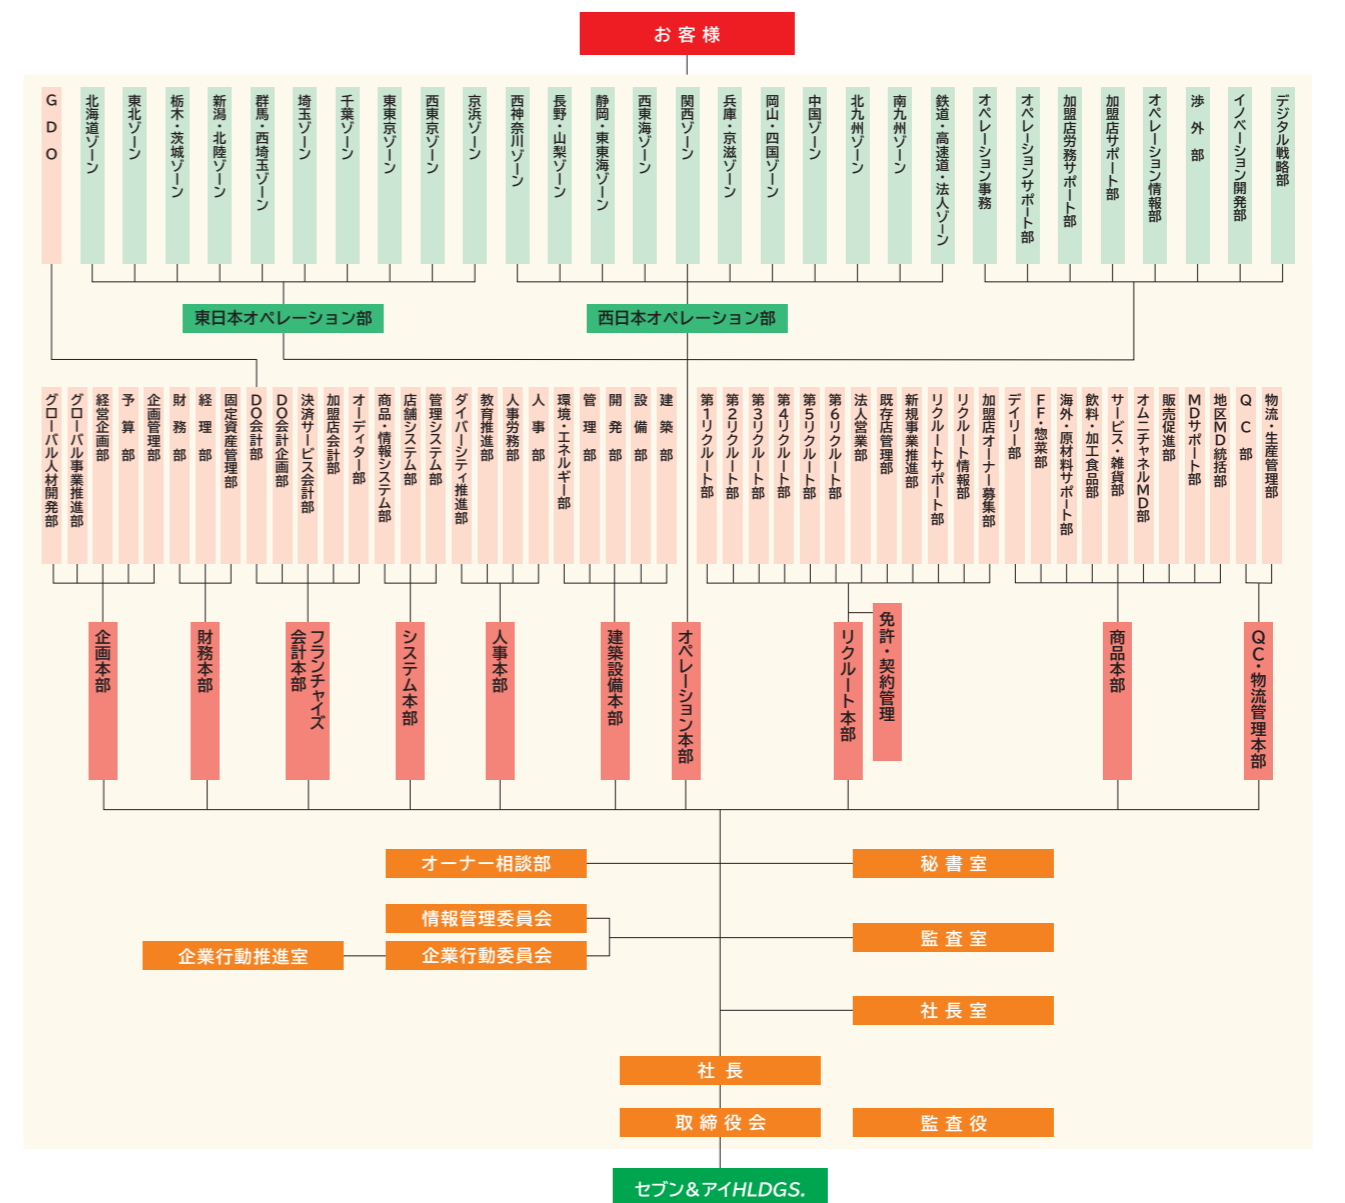 お客様
GDO
北海道ゾーン
東北ゾーン
栃木・茨城ゾーン
新潟・北陸ゾーン
群馬・西埼玉ゾーン
埼玉ゾーン
千葉ゾーン
東東京ゾーン
西東京ゾーン
京浜ゾーン
西神奈川ゾーン
長野・山梨ゾーン
静岡・東東海ゾーン
西東海ゾーン
関西ゾーン
兵庫・京滋ゾーン
岡山・四国ゾーン
中国ゾーン
北九州ゾーン
南九州ゾーン
鉄道・高速道・法人ゾーン
オペレーション事務
オペレーションサポート部
加盟店労務サポート部
加盟店サポート部
オペレーション情報部
渉外部
イノベーション開発部
デジタル戦略部
東日本オペレーション部
西日本オペレーション部
グローバル人材開発部
グローバル事業推進部
経営企画部
予算部
企画管理部
財務部
経理部
固定資産管理部
DO会計部
DO会計企画部
決済サービス会計部
加盟店会計部
オーディター部
商品・情報システム部
店舗システム部
管理システム部
ダイバーシティ推進部
教育推進部
人事労務部
人事部
環境・エネルギー部
管理部
開発部
設備部
建築部
第1リクルート部
第2リクルート部
第3リクルート部
第4リクルート部
第5リクルート部
第6リクルート部
法人営業部
既存店管理部
新規事業推進部
リクルートサポート部
リクルート情報部
加盟店オーナー募集部
デイリー部
FF・惣菜部
海外・原材料サポート部
飲料・加工食品部
サービス・雑貨部
オムニチャネルMD部
販売促進部
MDサポート部
地区MD統括部
QC部
物流・生産管理部
企画本部
財務本部
フランチャイズ
会計本部
システム本部
人事本部
建築設備本部
オペレーション本部
リクルート本部
免許・契約管理
商品本部
QC・物流管理本部
オーナー相談部
秘書室
情報管理委員会
監査室
企業行動推進室
企業行動委員会
社長室
社長
取締役会
監査役
セブン&アイHLDGS.